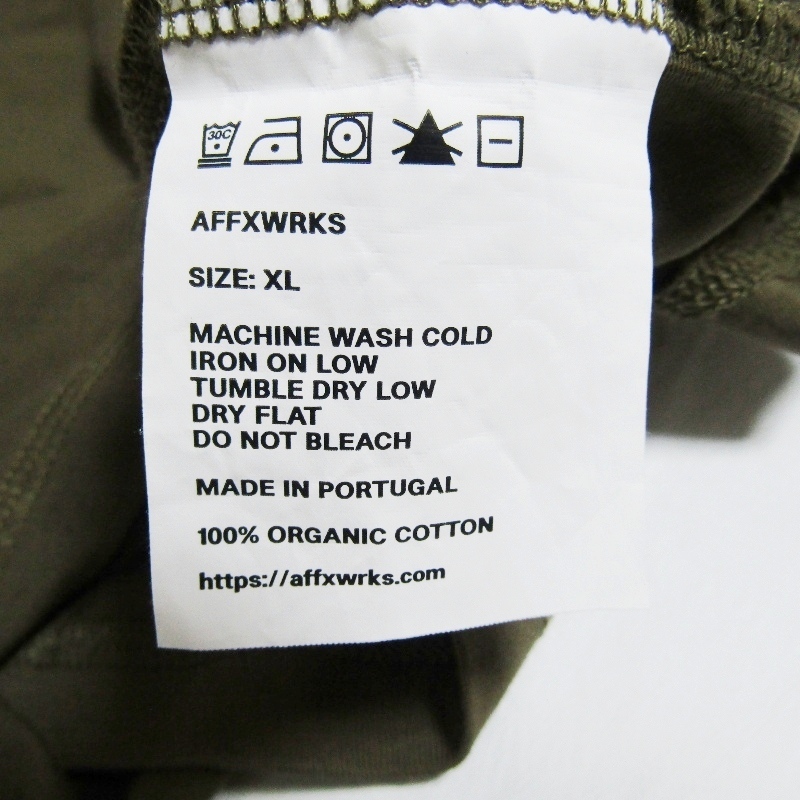 30C
AFFXWRKS
SIZE: XL
MACHINE WASH COLD
IRON ON LOW
TUMBLE DRY LOW
DRY FLAT
DO NOT BLEACH
MADE IN PORTUGAL
100% ORGANIC COTTON
https://affxwrks.com